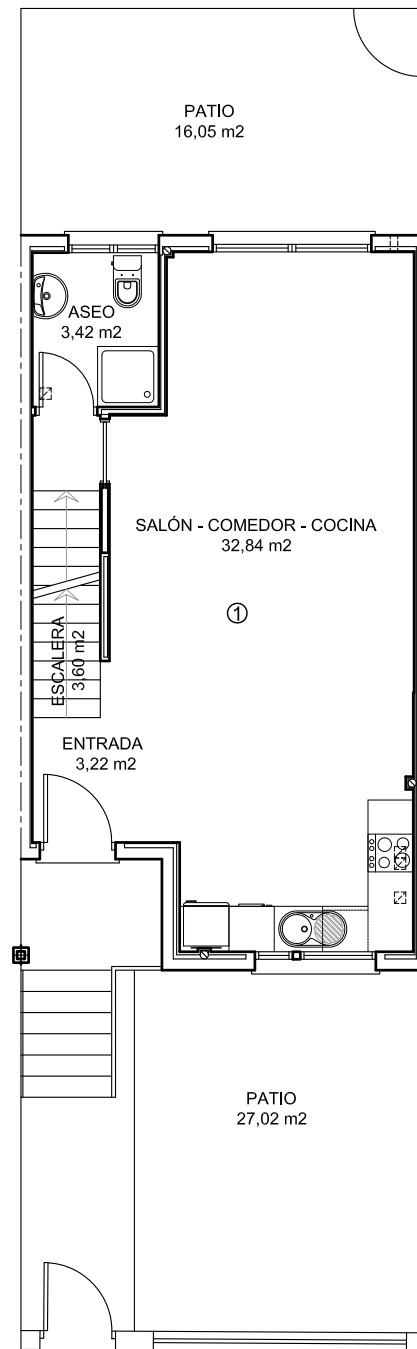 PATIO
16,05 m2
ASEO
3,42 m2
SALÓN - COMEDOR - COCINA
32,84 m2
1
ESCALERA
3,60 m2
ENTRADA
3,22 m2
PATIO
27,02 m2